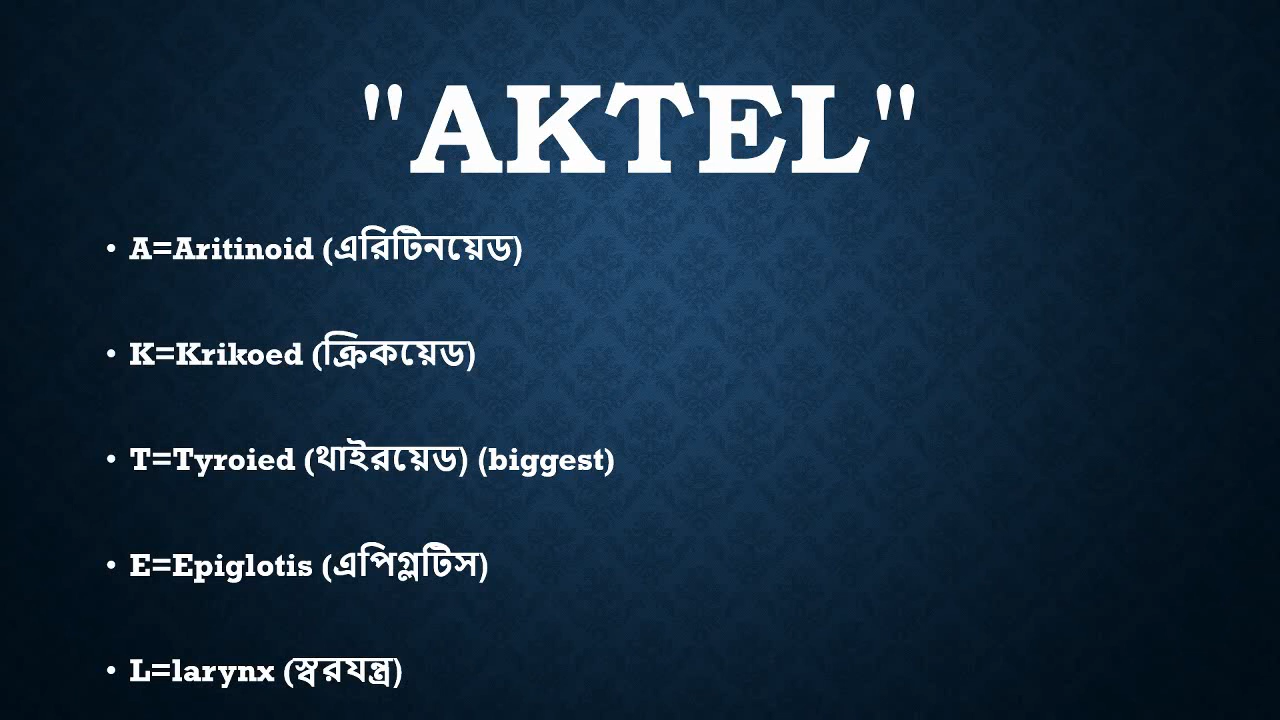 "AKTEL"
• A=Aritinoid (এরিটিনয়েড)
• K=Krikoed (ক্রিকয়েড)
• T=Tyroied (থাইরয়েড) (biggest)
• E=Epiglotis (এপিগ্লটিস)
• L=larynx (স্বরযন্ত্র)